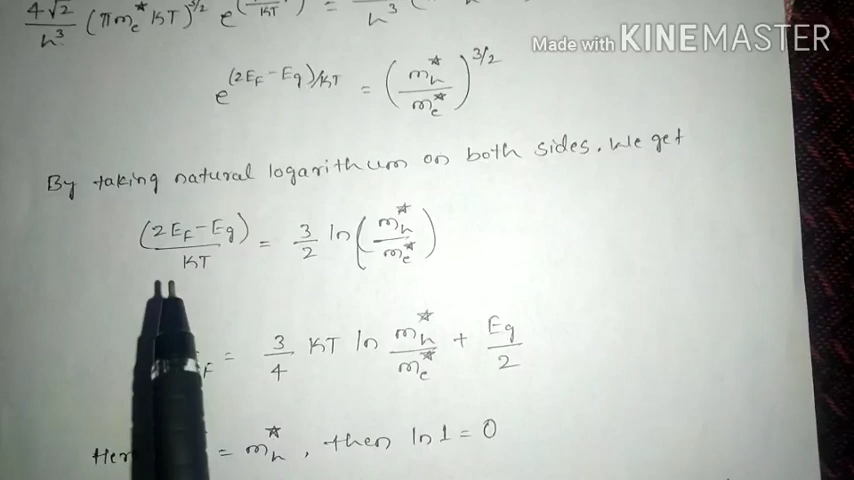 4√2/h³ (πm_e* KT)^3/2 e^( /KT) = /h³ (
Made with KINEMASTER
e^(2E_F - E_g)/KT = (m_h*/m_e*)^3/2
By taking natural logarithum on both sides. We get
(2E_F - E_g)/KT = 3/2 ln (m_h*/m_e*)
F = 3/4 KT ln m_h*/m_e* + E_g/2
Her = m_h*, then ln 1 = 0